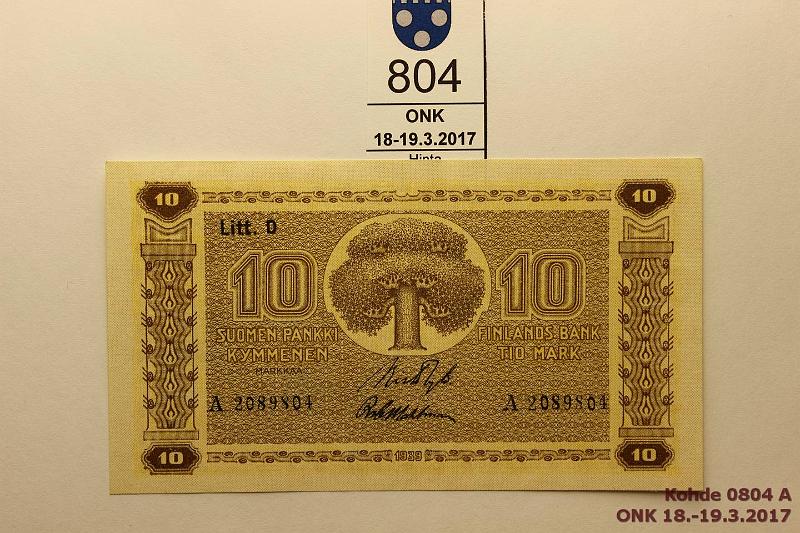 804
ONK
18-19.3.2017
Hinta
10 10
Litt. D
10 10
SUOMEN PANKKI FINLANDS BANK
KYMMENEN TIO MARK
MARKKAA
A 2089804 A 2089804
10 1939 10
Kohde 0804 A
ONK 18.-19.3.2017